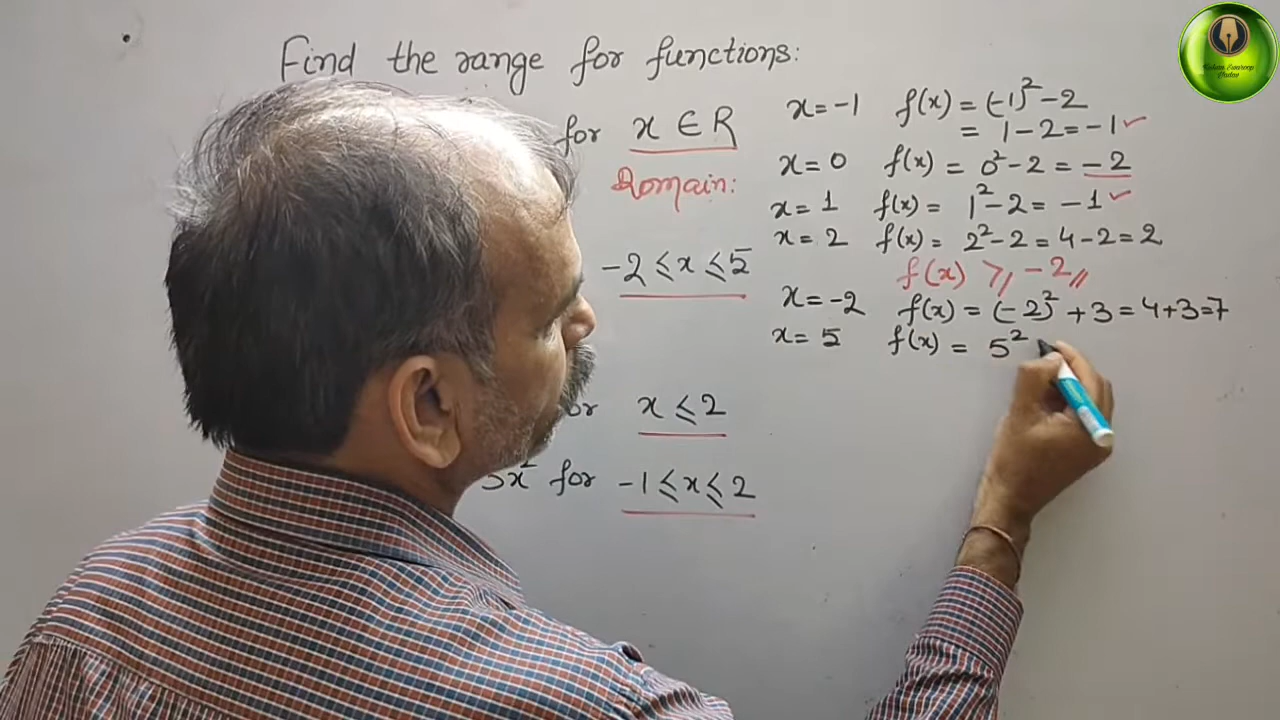 Find the range for functions:
for x ∈ R
Domain:
-2 ⩽ x ⩽ 5
x ⩽ 2
x² for -1 ⩽ x ⩽ 2
x = -1 f(x) = (-1)² - 2
= 1 - 2 = -1 ✓
x = 0 f(x) = 0² - 2 = -2
x = 1 f(x) = 1² - 2 = -1 ✓
x = 2 f(x) = 2² - 2 = 4 - 2 = 2
f(x) ⩾ -2
x = -2 f(x) = (-2)² + 3 = 4 + 3 = 7
x = 5 f(x) = 5²